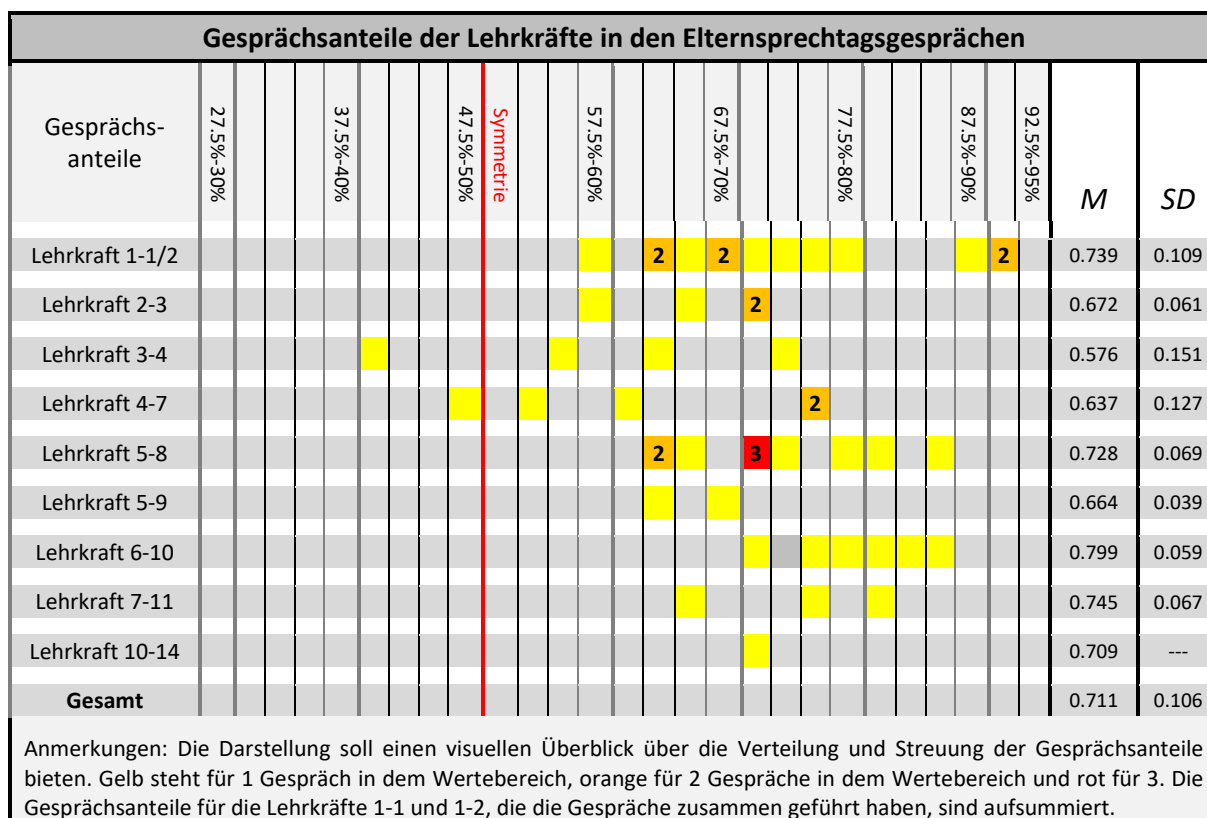 Gesprächsanteile der Lehrkräfte in den Elternsprechtagsgesprächen
Gesprächs-
anteile
27.5%-30%
37.5%-40%
47.5%-50%
Symmetrie
57.5%-60%
67.5%-70%
77.5%-80%
87.5%-90%
92.5%-95%
M
SD
Lehrkraft 1-1/2 2 2 2 0.739 0.109
Lehrkraft 2-3 2 0.672 0.061
Lehrkraft 3-4 0.576 0.151
Lehrkraft 4-7 2 0.637 0.127
Lehrkraft 5-8 2 3 0.728 0.069
Lehrkraft 5-9 0.664 0.039
Lehrkraft 6-10 0.799 0.059
Lehrkraft 7-11 0.745 0.067
Lehrkraft 10-14 0.709 ---
Gesamt 0.711 0.106
Anmerkungen: Die Darstellung soll einen visuellen Überblick über die Verteilung und Streuung der Gesprächsanteile
bieten. Gelb steht für 1 Gespräch in dem Wertebereich, orange für 2 Gespräche in dem Wertebereich und rot für 3. Die
Gesprächsanteile für die Lehrkräfte 1-1 und 1-2, die die Gespräche zusammen geführt haben, sind aufsummiert.